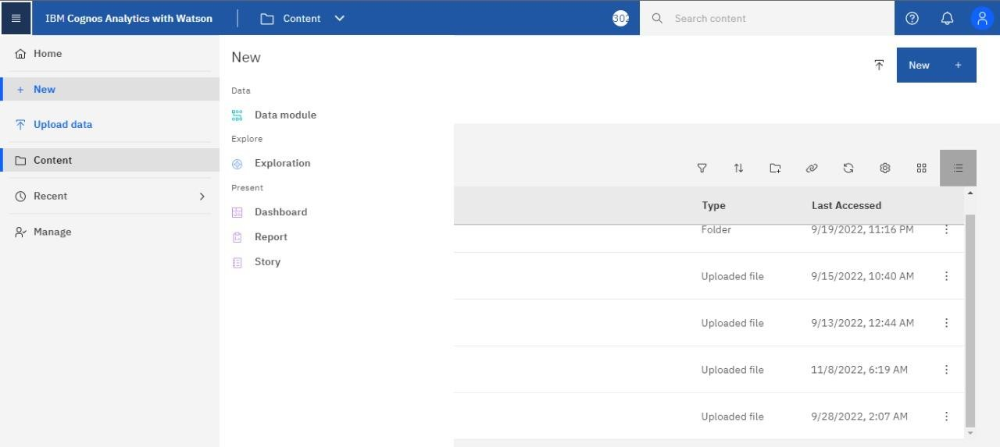 IBM Cognos Analytics with Watson
Content
302
Search content
Home
New
Upload data
Content
Recent
Manage
New
Data
Data module
Explore
Exploration
Present
Dashboard
Report
Story
New
Type Last Accessed
Folder 9/19/2022, 11:16 PM
Uploaded file 9/15/2022, 10:40 AM
Uploaded file 9/13/2022, 12:44 AM
Uploaded file 11/8/2022, 6:19 AM
Uploaded file 9/28/2022, 2:07 AM